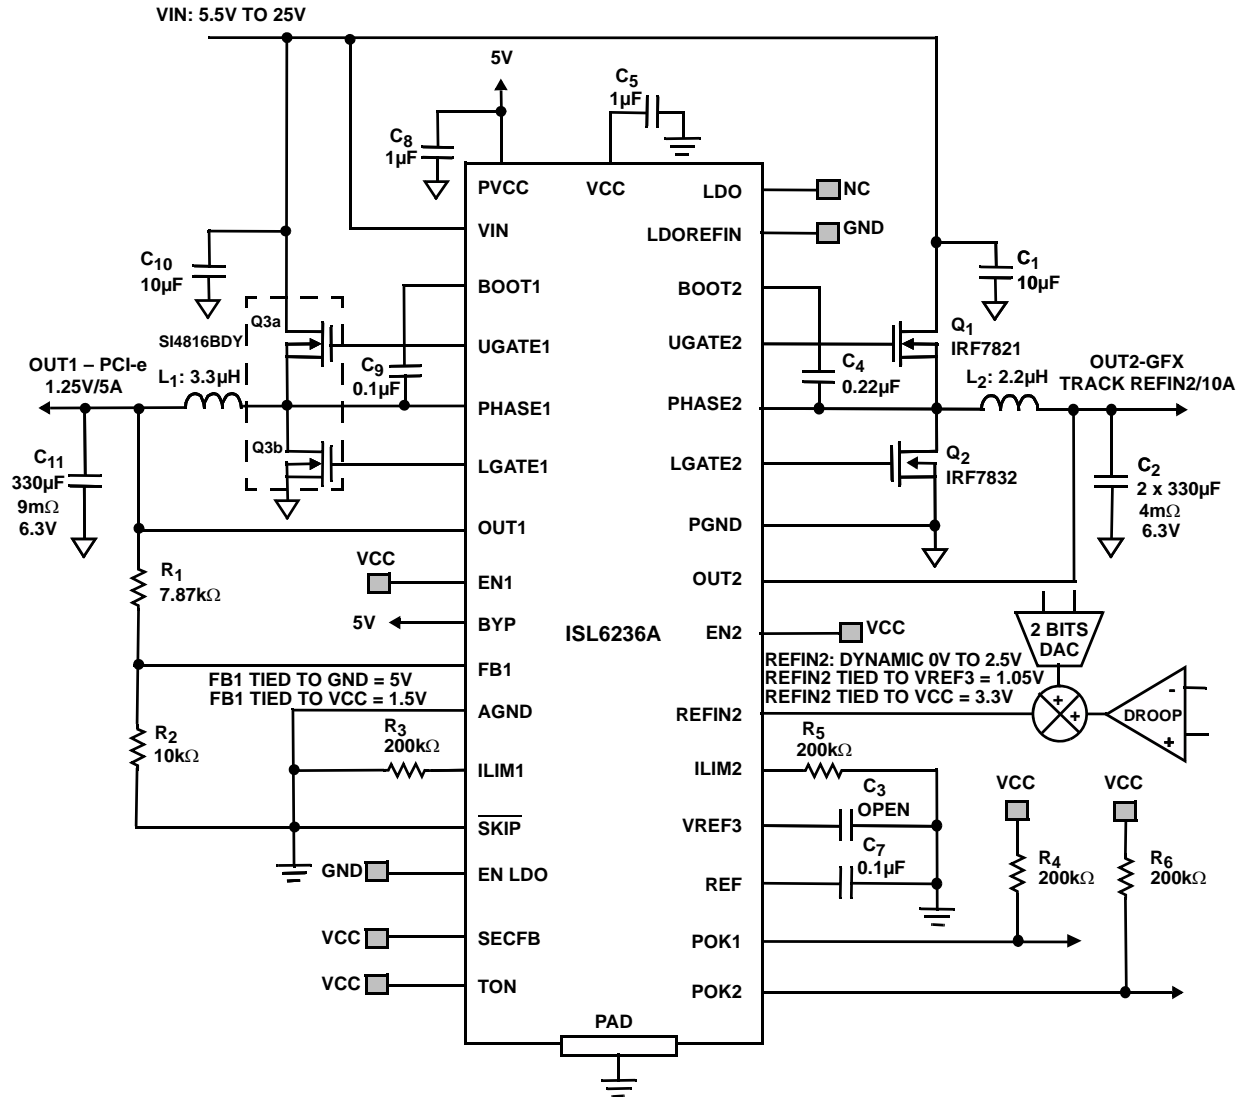 VIN: 5.5V TO 25V
5V
C5
1µF
C8
1µF
PVCC
VCC
LDO
NC
VIN
LDOREFIN
GND
C10
10µF
BOOT1
BOOT2
C1
10µF
Q3a
SI4816BDY
UGATE1
UGATE2
Q1
IRF7821
OUT1 – PCI-e
1.25V/5A
L1: 3.3µH
C9
0.1µF
C4
0.22µF
OUT2-GFX
TRACK REFIN2/10A
L2: 2.2µH
PHASE1
PHASE2
Q3b
LGATE1
LGATE2
Q2
IRF7832
C11
330µF
9mΩ
6.3V
C2
2 x 330µF
4mΩ
6.3V
OUT1
PGND
VCC
EN1
OUT2
R1
7.87kΩ
5V
BYP
ISL6236A
EN2
VCC
2 BITS
DAC
FB1
REFIN2: DYNAMIC 0V TO 2.5V
REFIN2 TIED TO VREF3 = 1.05V
REFIN2 TIED TO VCC = 3.3V
FB1 TIED TO GND = 5V
FB1 TIED TO VCC = 1.5V
AGND
REFIN2
+
+
DROOP
-
+
R2
10kΩ
R3
200kΩ
ILIM1
ILIM2
R5
200kΩ
C3
OPEN
VCC
VCC
SKIP
VREF3
C7
0.1µF
R4
200kΩ
R6
200kΩ
GND
EN LDO
REF
VCC
SECFB
POK1
VCC
TON
POK2
PAD